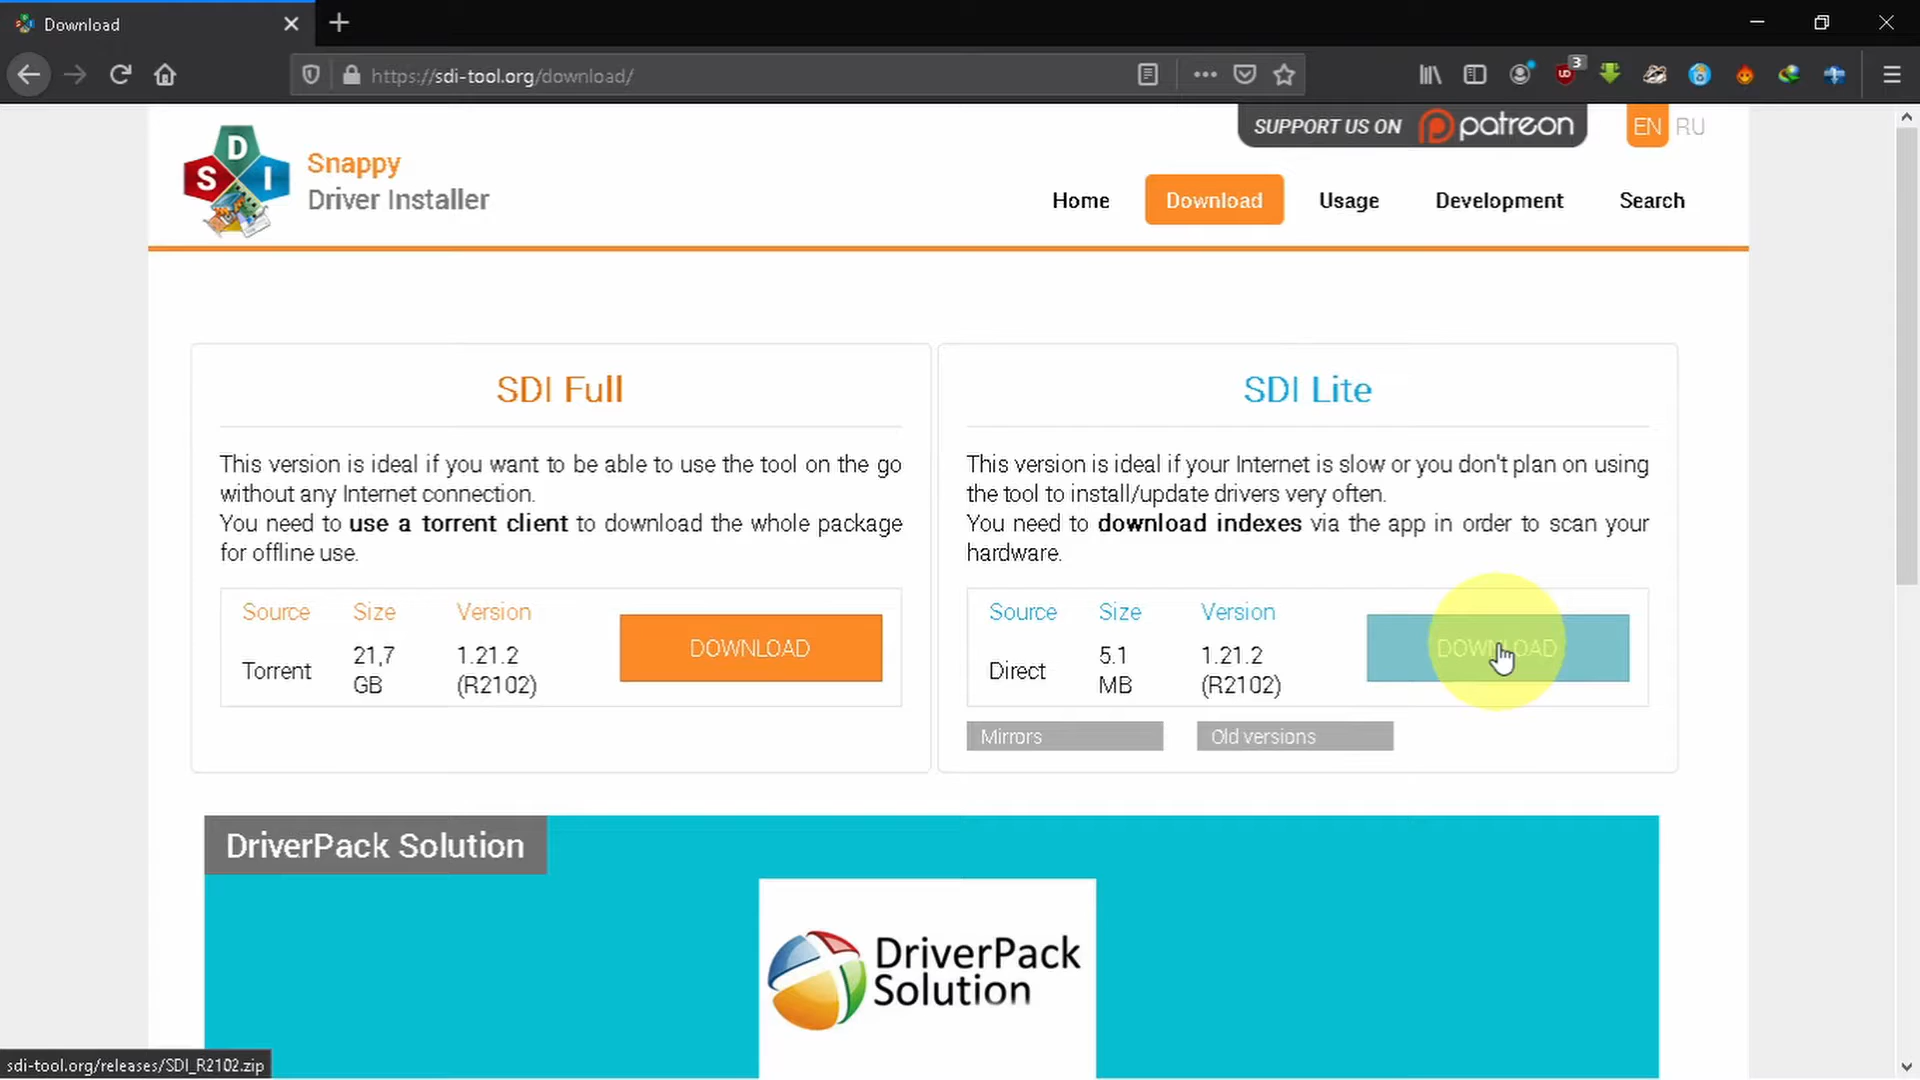 Download
https://sdi-tool.org/download/
3
SUPPORT US ON patreon
EN RU
D
S I
Snappy
Driver Installer
Home Download Usage Development Search
SDI Full
This version is ideal if you want to be able to use the tool on the go
without any Internet connection.
You need to use a torrent client to download the whole package
for offline use.
Source Size Version
Torrent 21,7 GB 1.21.2 (R2102)
DOWNLOAD
SDI Lite
This version is ideal if your Internet is slow or you don't plan on using
the tool to install/update drivers very often.
You need to download indexes via the app in order to scan your
hardware.
Source Size Version
Direct 5.1 MB 1.21.2 (R2102)
DOWNLOAD
Mirrors Old versions
DriverPack Solution
DriverPack
Solution
sdi-tool.org/releases/SDI_R2102.zip